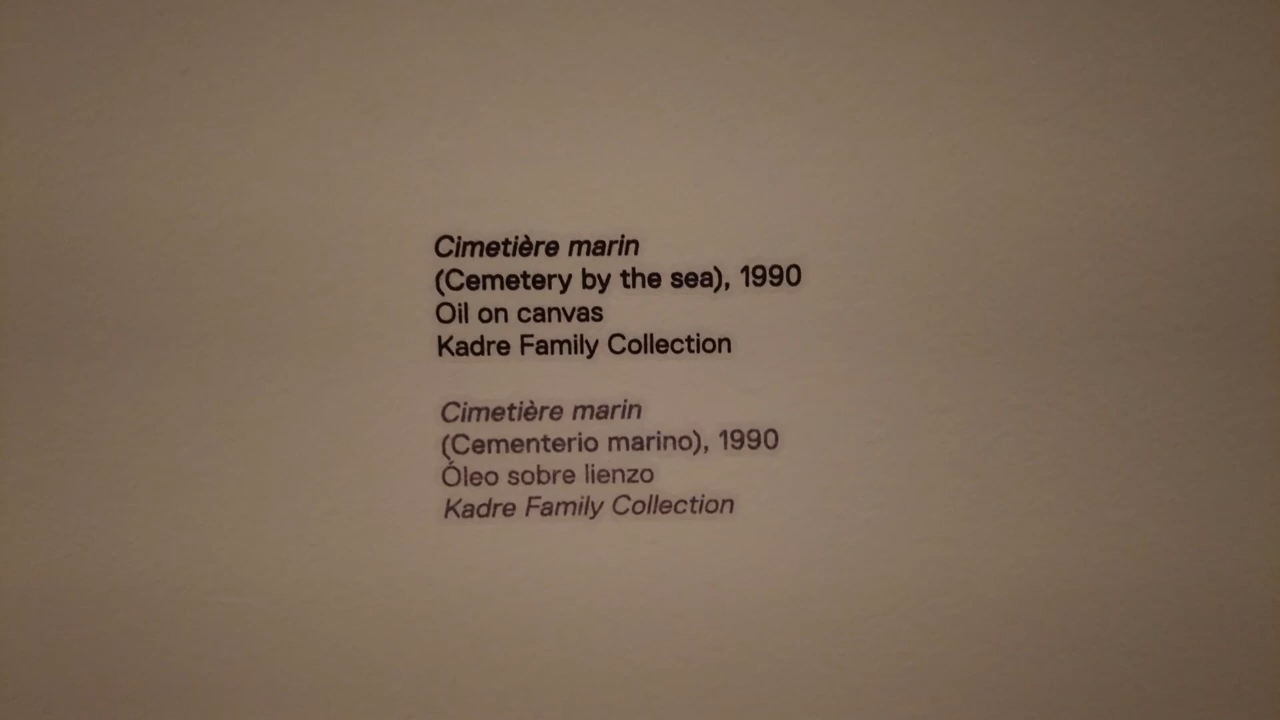 Cimetière marin
(Cemetery by the sea), 1990
Oil on canvas
Kadre Family Collection
Cimetière marin
(Cementerio marino), 1990
Óleo sobre lienzo
Kadre Family Collection